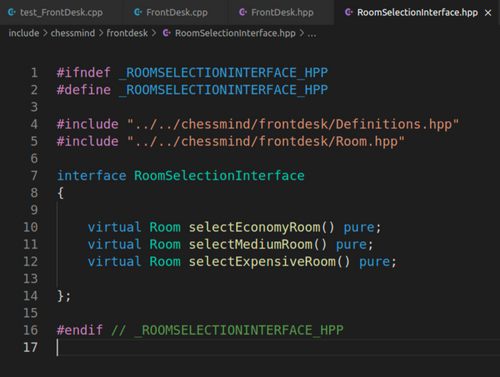 test_FrontDesk.cpp FrontDesk.cpp FrontDesk.hpp RoomSelectionInterface.hpp
include > chessmind > frontdesk > RoomSelectionInterface.hpp > ...
1 #ifndef _ROOMSELECTIONINTERFACE_HPP
2 #define _ROOMSELECTIONINTERFACE_HPP
3
4 #include "../../chessmind/frontdesk/Definitions.hpp"
5 #include "../../chessmind/frontdesk/Room.hpp"
6
7 interface RoomSelectionInterface
8 {
9
10 virtual Room selectEconomyRoom() pure;
11 virtual Room selectMediumRoom() pure;
12 virtual Room selectExpensiveRoom() pure;
13
14 };
15
16 #endif // _ROOMSELECTIONINTERFACE_HPP
17